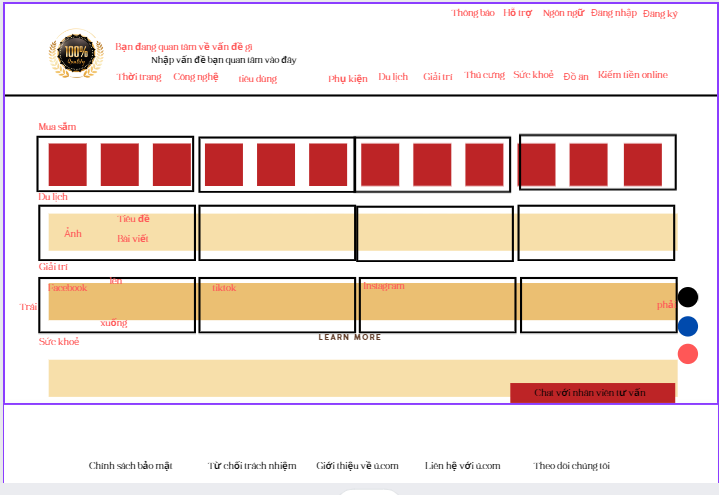 Thông báo Hỗ trợ Ngôn ngữ Đăng nhập Đăng ký
100%
Quality
Bạn đang quan tâm về vấn đề gì
Nhập vấn đề bạn quan tâm vào đây
Thời trang Công nghệ tiêu dùng Phụ kiện Du lịch Giải trí Thú cưng Sức khoẻ Đồ ăn Kiếm tiền online
Mua sắm
Du lịch
Tiêu đề
Ảnh
Bài viết
Giải trí
lên
Facebook tiktok Instagram
Trái
phải
xuống
LEARN MORE
Sức khoẻ
Chat với nhân viên tư vấn
Chính sách bảo mật Từ chối trách nhiệm Giới thiệu về ú.com Liên hệ với ú.com Theo dõi chúng tôi